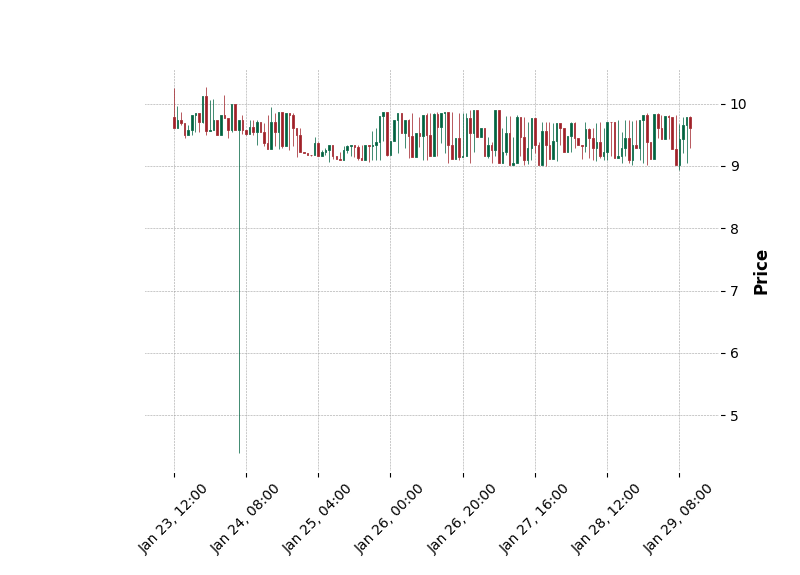 10
9
8
7
6
5
Price
Jan 23, 12:00
Jan 24, 08:00
Jan 25, 04:00
Jan 26, 00:00
Jan 26, 20:00
Jan 27, 16:00
Jan 28, 12:00
Jan 29, 08:00